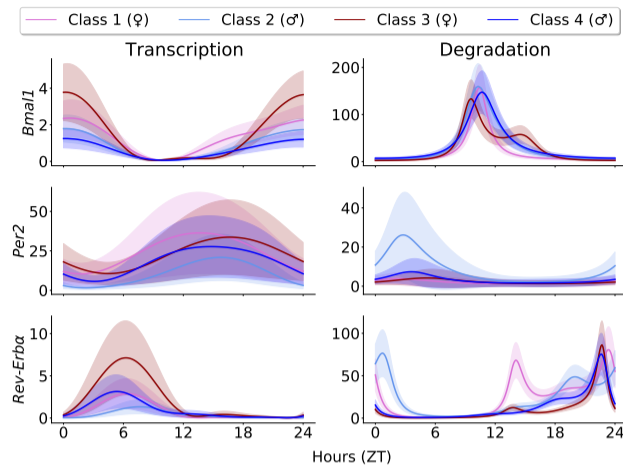 Class 1 (♀) Class 2 (♂) Class 3 (♀) Class 4 (♂)
Transcription Degradation
Bmal1
4
2
0
200
100
0
Per2
50
25
0
40
20
0
Rev-Erbα
10
5
0
100
50
0
0 6 12 18 24 0 6 12 18 24
Hours (ZT)